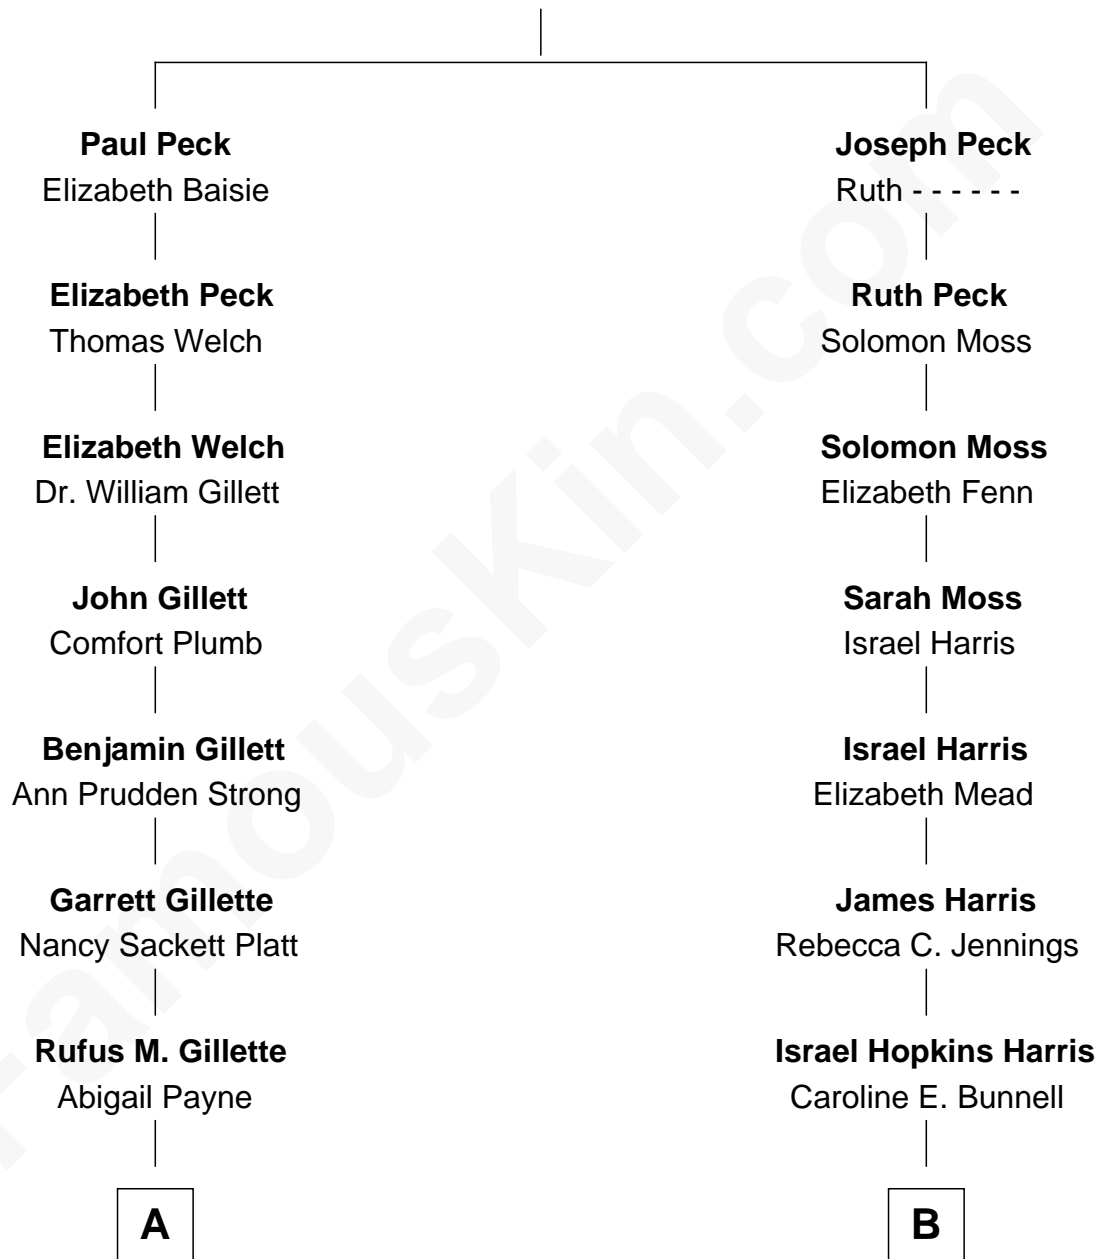 Paul Peck
Elizabeth Baisie
Elizabeth Peck
Thomas Welch
Elizabeth Welch
Dr. William Gillett
John Gillett
Comfort Plumb
Benjamin Gillett
Ann Prudden Strong
Garrett Gillette
Nancy Sackett Platt
Rufus M. Gillette
Abigail Payne
A
Joseph Peck
Ruth - - - - - -
Ruth Peck
Solomon Moss
Solomon Moss
Elizabeth Fenn
Sarah Moss
Israel Harris
Israel Harris
Elizabeth Mead
James Harris
Rebecca C. Jennings
Israel Hopkins Harris
Caroline E. Bunnell
B
FamousKin.com